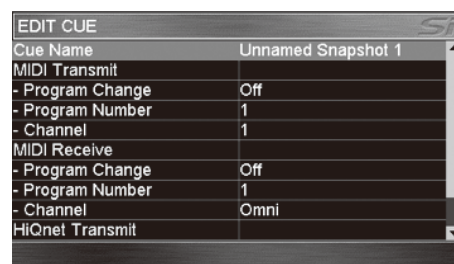 EDIT CUE
Si
Cue Name Unnamed Snapshot 1
MIDI Transmit
- Program Change Off
- Program Number 1
- Channel 1
MIDI Receive
- Program Change Off
- Program Number 1
- Channel Omni
HiQnet Transmit